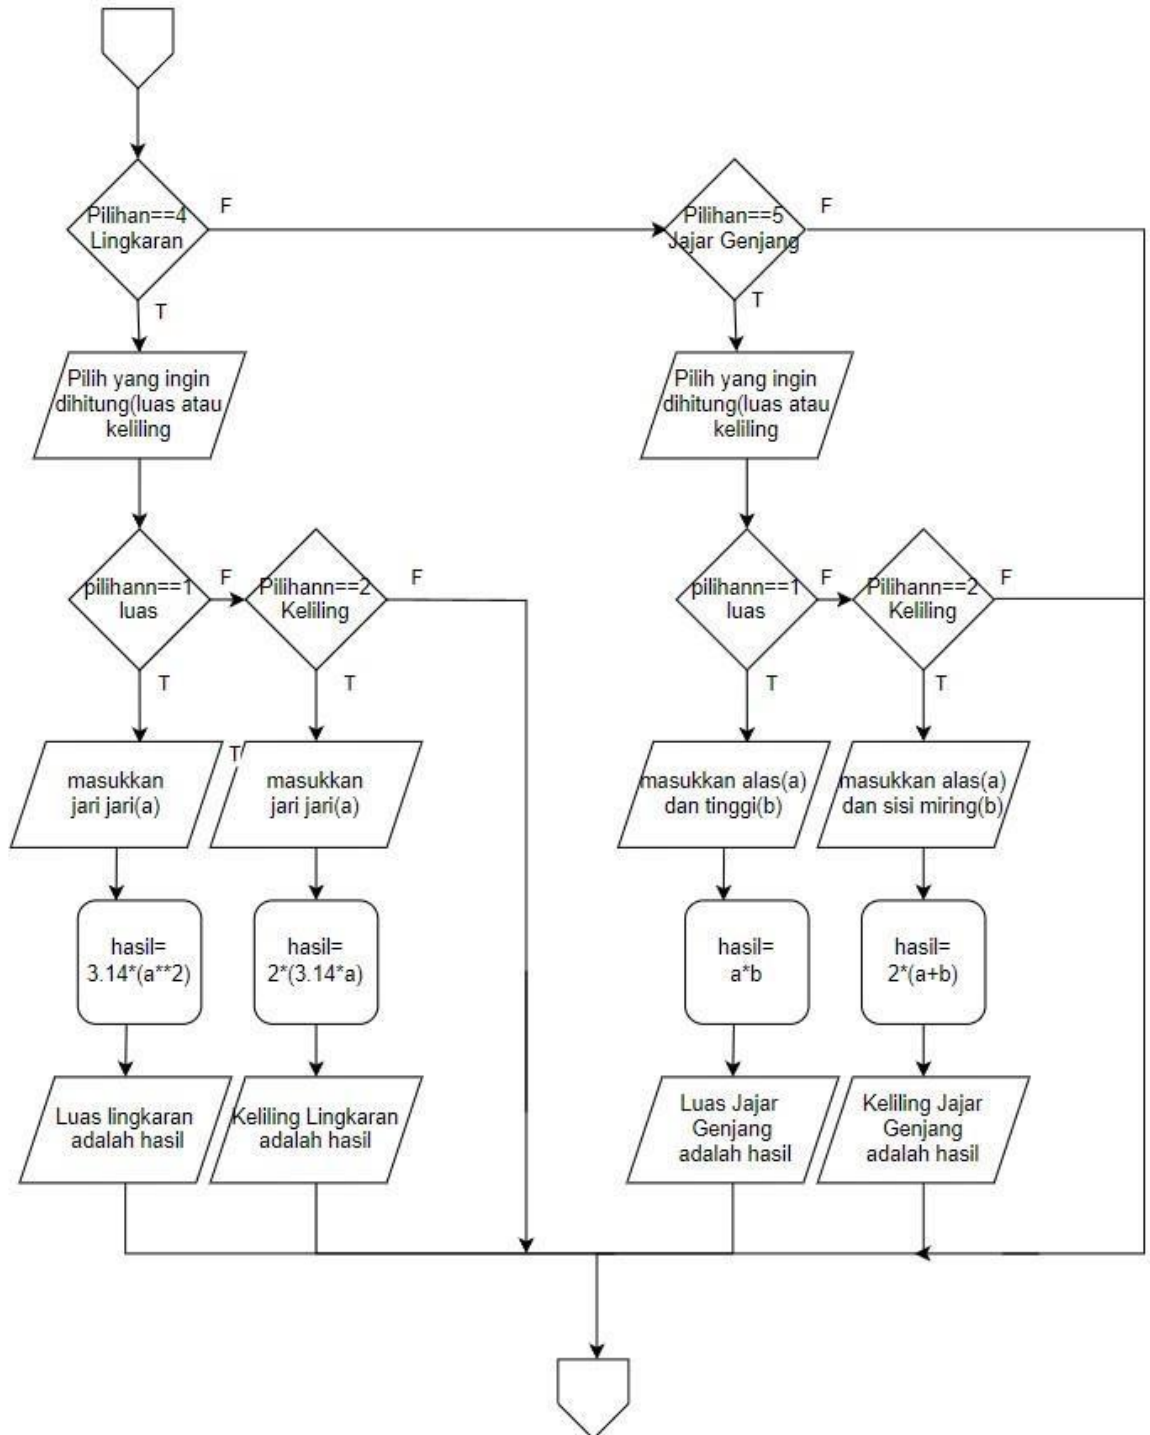 Pilihan==4
Lingkaran
F
Pilihan==5
Jajar Genjang
F
T
T
Pilih yang ingin
dihitung(luas atau
keliling
Pilih yang ingin
dihitung(luas atau
keliling
pilihann==1
luas
F
Pilihann==2
Keliling
F
pilihann==1
luas
F
Pilihann==2
Keliling
F
T
T
T
T
masukkan
jari jari(a)
T
masukkan
jari jari(a)
masukkan alas(a)
dan tinggi(b)
masukkan alas(a)
dan sisi miring(b)
hasil=
3.14*(a**2)
hasil=
2*(3.14*a)
hasil=
a*b
hasil=
2*(a+b)
Luas lingkaran
adalah hasil
Keliling Lingkaran
adalah hasil
Luas Jajar
Genjang
adalah hasil
Keliling Jajar
Genjang
adalah hasil